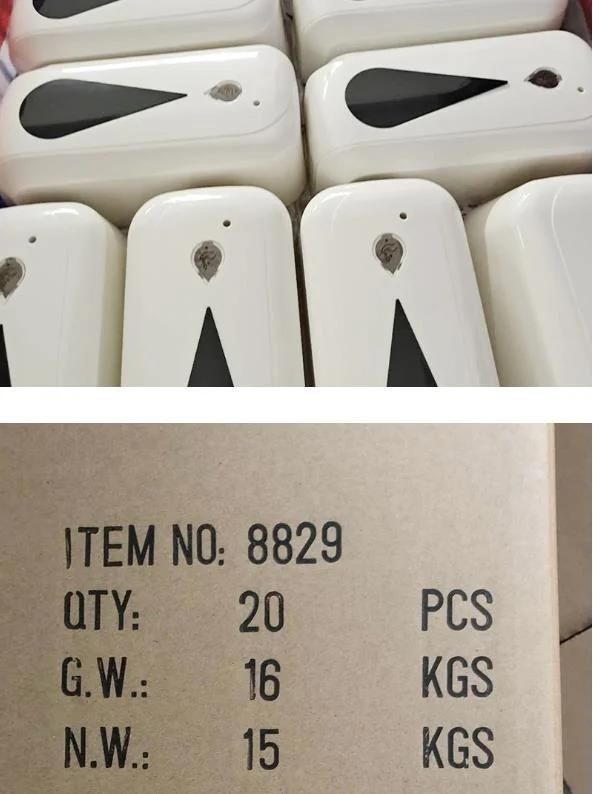 ITEM NO: 8829
QTY: 20 PCS
G.W.: 16 KGS
N.W.: 15 KGS